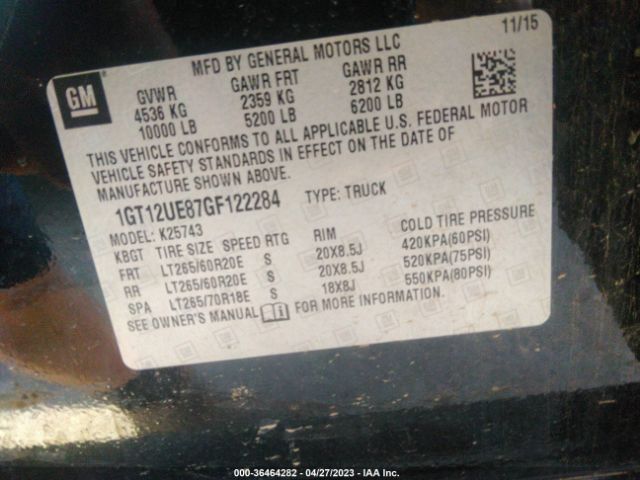 MFD BY GENERAL MOTORS LLC 11/15
GM
GVWR GAWR FRT GAWR RR
4536 KG 2359 KG 2812 KG
10000 LB 5200 LB 6200 LB
THIS VEHICLE CONFORMS TO ALL APPLICABLE U.S. FEDERAL MOTOR
VEHICLE SAFETY STANDARDS IN EFFECT ON THE DATE OF
MANUFACTURE SHOWN ABOVE.
1GT12UE87GF122284 TYPE: TRUCK
MODEL: K25743
KBGT TIRE SIZE SPEED RTG RIM COLD TIRE PRESSURE
FRT LT265/60R20E S 20X8.5J 420KPA(60PSI)
RR LT265/60R20E S 20X8.5J 520KPA(75PSI)
SPA LT265/70R18E S 18X8J 550KPA(80PSI)
SEE OWNER'S MANUAL FOR MORE INFORMATION.
000-36464282 - 04/27/2023 - IAA Inc.